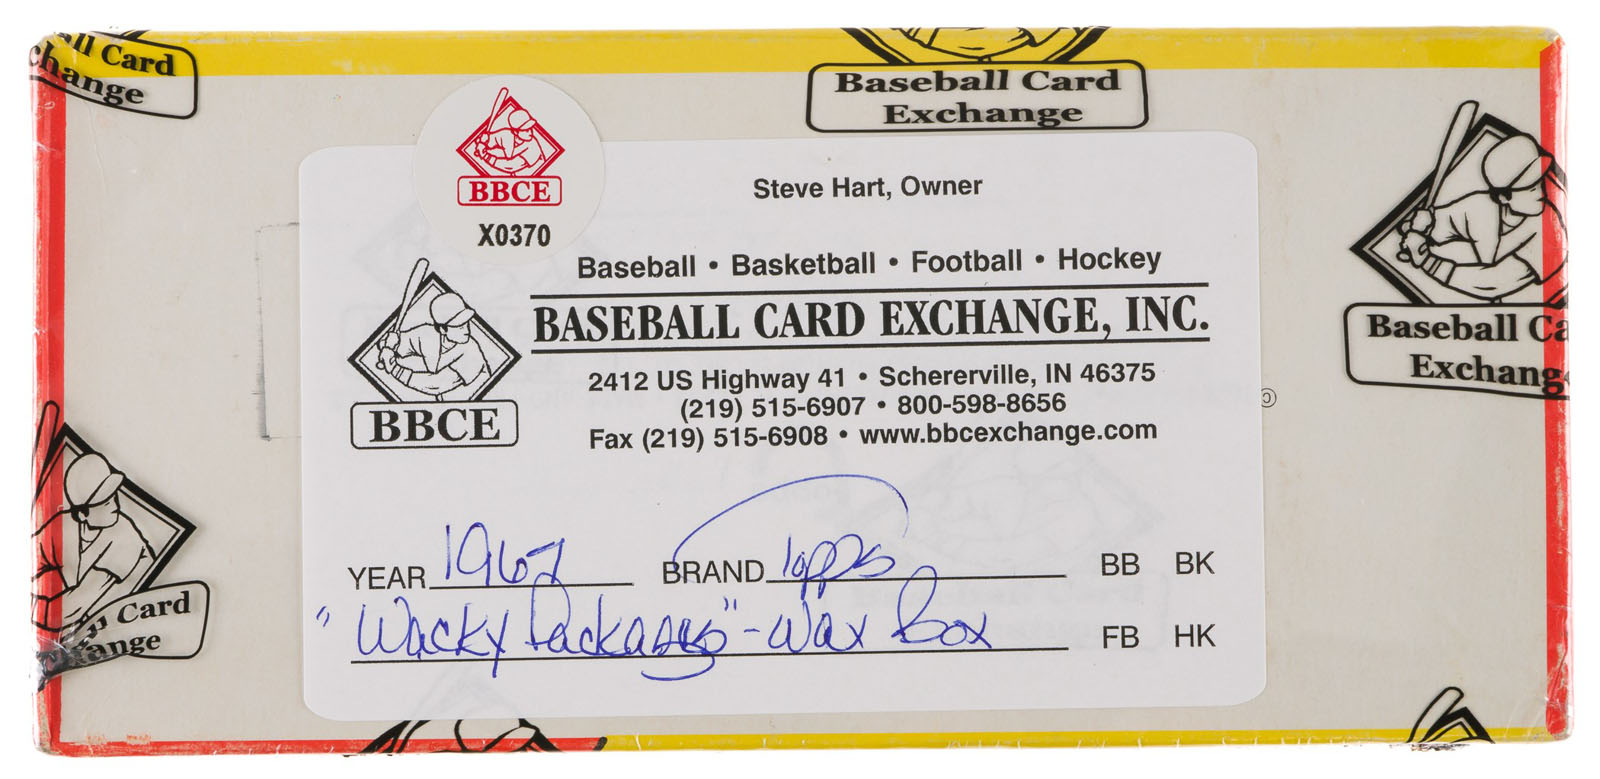 ll Card
change
Baseball Card
Exchange
BBCE
X0370
Steve Hart, Owner
Baseball • Basketball • Football • Hockey
BASEBALL CARD EXCHANGE, INC.
2412 US Highway 41 • Schererville, IN 46375
(219) 515-6907 • 800-598-8656
Fax (219) 515-6908 • www.bbcexchange.com
BBCE
Baseball Ca
Exchang
©
YEAR 1967 BRAND Topps BB BK
"Wacky Packages" - Wax Box FB HK
ll Card
xchange